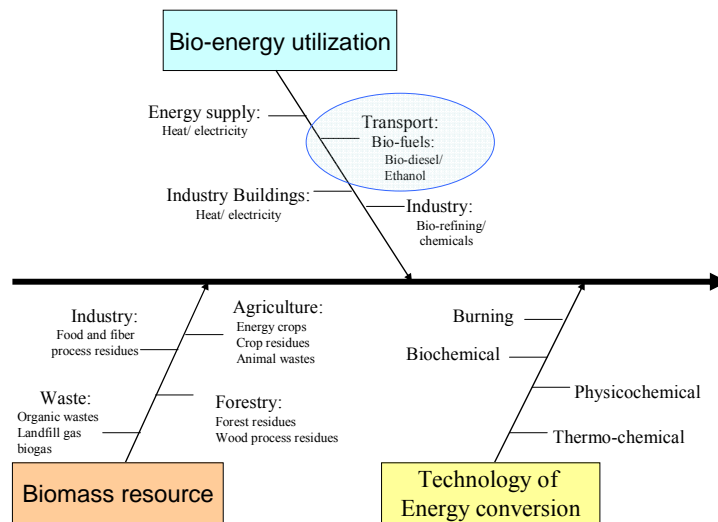 Bio-energy utilization
Energy supply:
Heat/ electricity
Transport:
Bio-fuels:
Bio-diesel/
Ethanol
Industry Buildings:
Heat/ electricity
Industry:
Bio-refining/
chemicals
Industry:
Food and fiber
process residues
Agriculture:
Energy crops
Crop residues
Animal wastes
Waste:
Organic wastes
Landfill gas
biogas
Forestry:
Forest residues
Wood process residues
Biomass resource
Burning
Biochemical
Physicochemical
Thermo-chemical
Technology of
Energy conversion